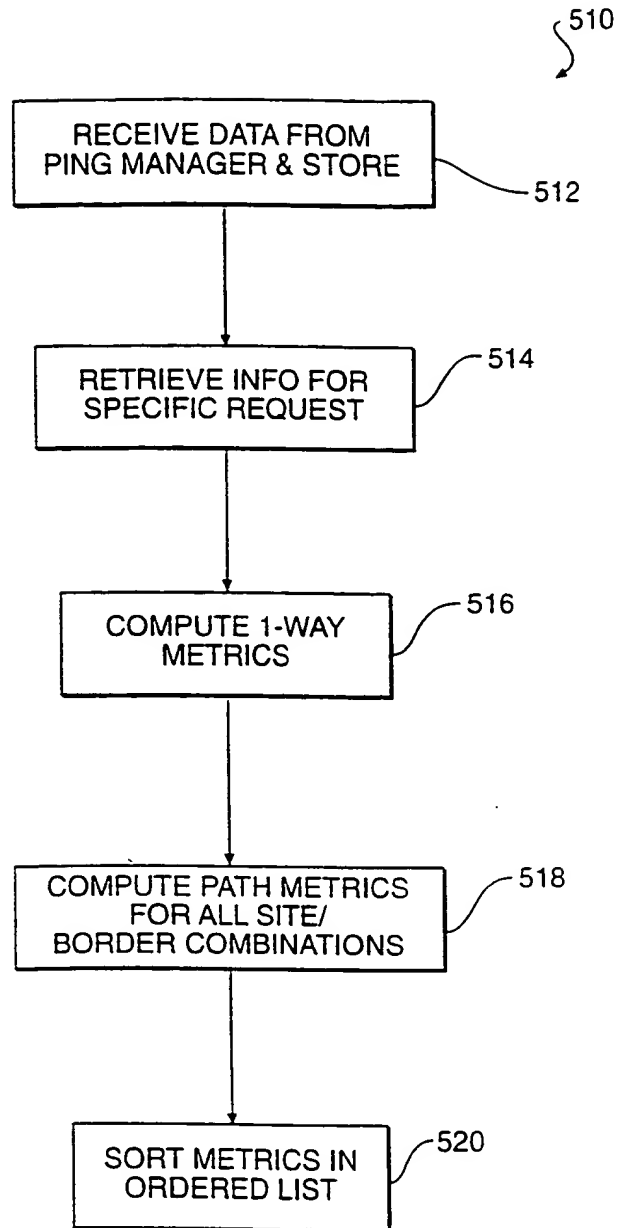 510
RECEIVE DATA FROM
PING MANAGER & STORE
512
RETRIEVE INFO FOR
SPECIFIC REQUEST
514
COMPUTE 1-WAY
METRICS
516
COMPUTE PATH METRICS
FOR ALL SITE/
BORDER COMBINATIONS
518
SORT METRICS IN
ORDERED LIST
520